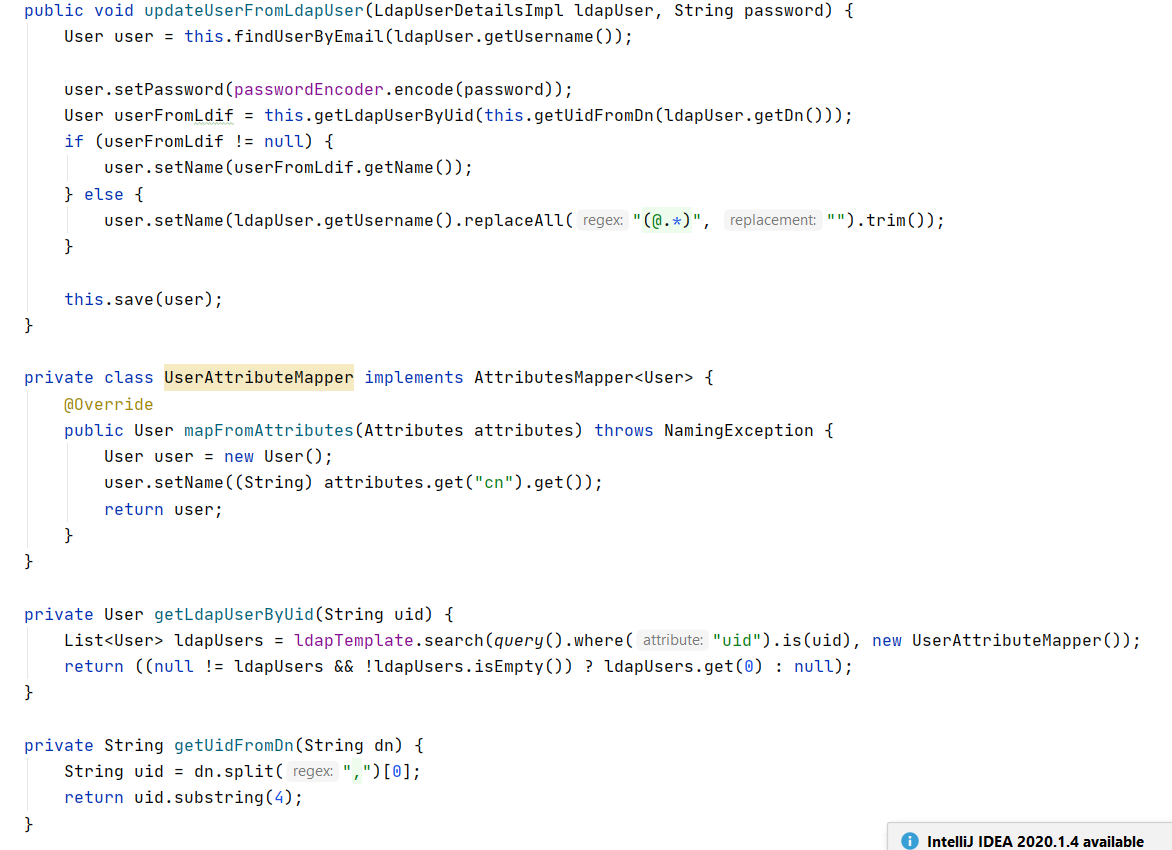 public void updateUserFromLdapUser(LdapUserDetailsImpl ldapUser, String password) {
    User user = this.findUserByEmail(ldapUser.getUsername());

    user.setPassword(passwordEncoder.encode(password));
    User userFromLdif = this.getLdapUserByUid(this.getUidFromDn(ldapUser.getDn()));
    if (userFromLdif != null) {
        user.setName(userFromLdif.getName());
    } else {
        user.setName(ldapUser.getUsername().replaceAll( regex: "(@.*)", replacement: "").trim());
    }

    this.save(user);
}

private class UserAttributeMapper implements AttributesMapper<User> {
    @Override
    public User mapFromAttributes(Attributes attributes) throws NamingException {
        User user = new User();
        user.setName((String) attributes.get("cn").get());
        return user;
    }
}

private User getLdapUserByUid(String uid) {
    List<User> ldapUsers = ldapTemplate.search(query().where( attribute: "uid").is(uid), new UserAttributeMapper());
    return ((null != ldapUsers && !ldapUsers.isEmpty()) ? ldapUsers.get(0) : null);
}

private String getUidFromDn(String dn) {
    String uid = dn.split( regex: ",")[0];
    return uid.substring(4);
}
IntelliJ IDEA 2020.1.4 available